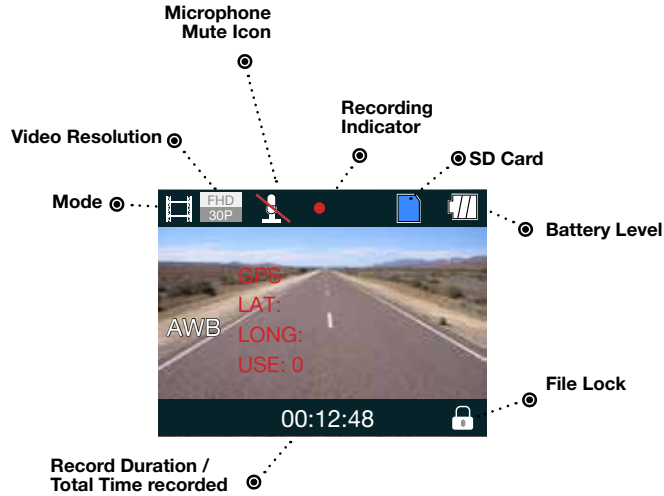 Microphone
Mute Icon
Recording
Indicator
Video Resolution
SD Card
Mode
FHD
30P
Battery Level
GPS
LAT:
AWB
LONG:
USE: 0
File Lock
00:12:48
Record Duration /
Total Time recorded